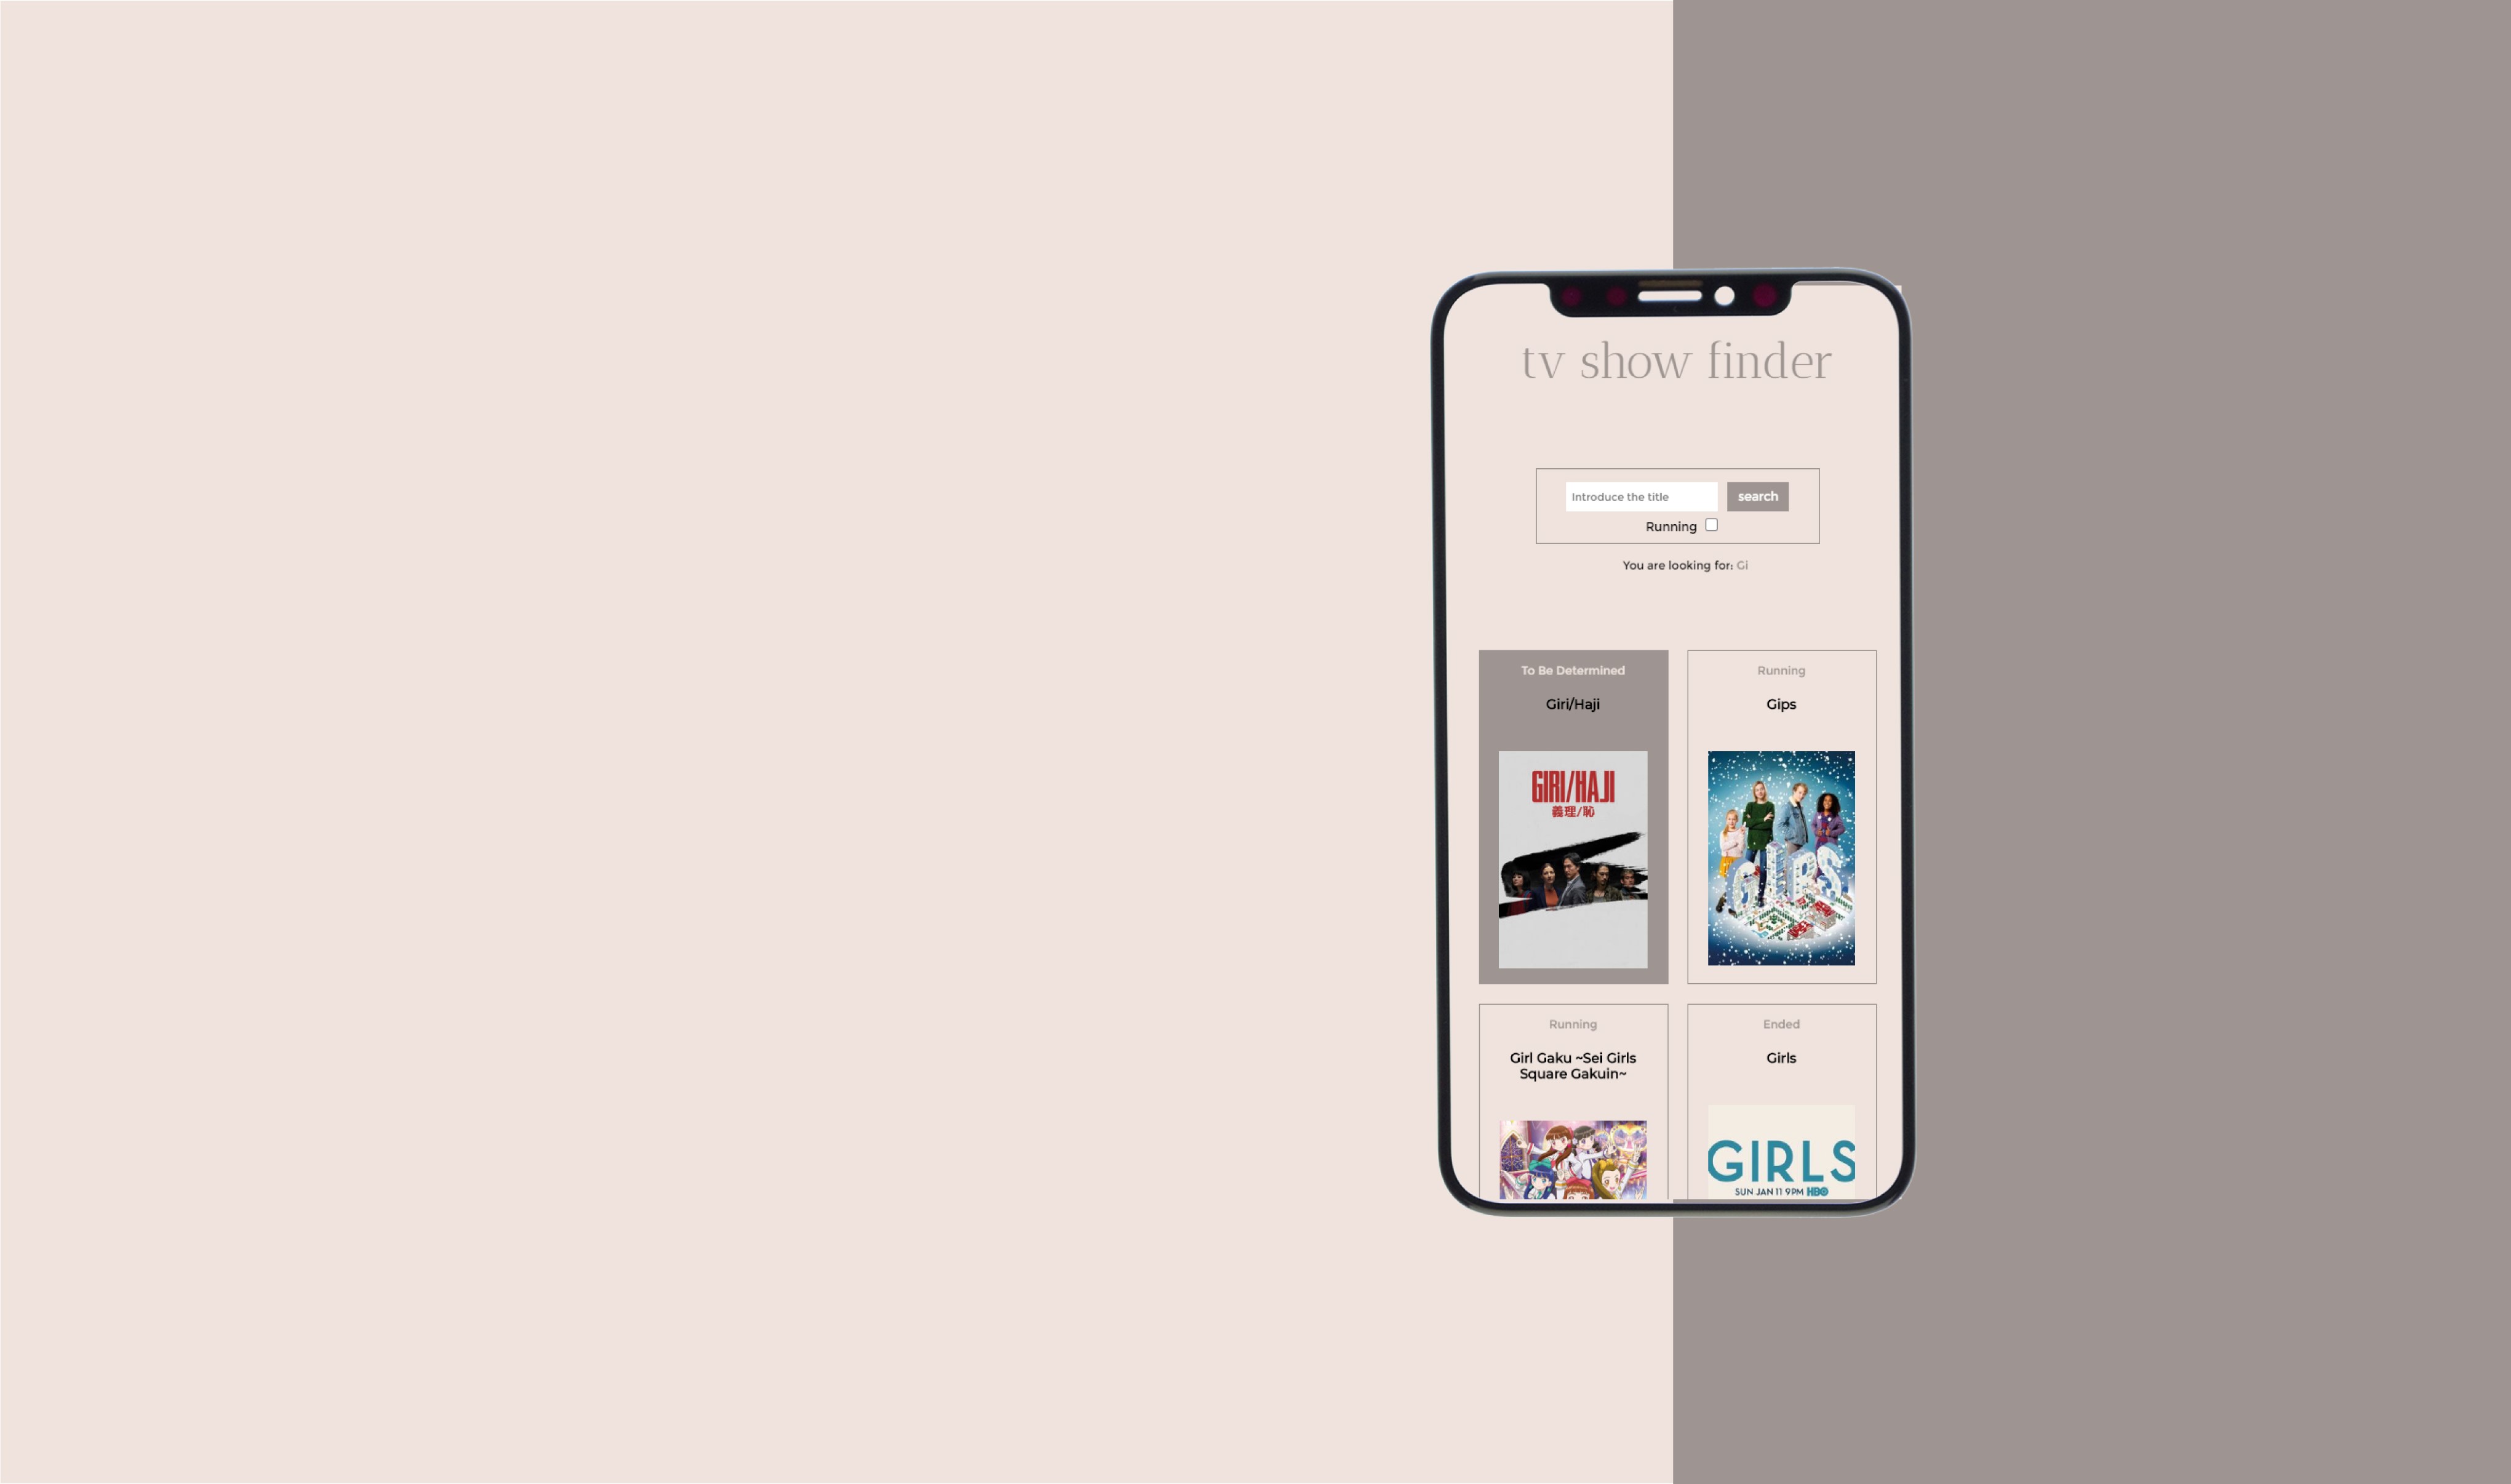 tv show finder
Introduce the title
search
Running
You are looking for: Gi
To Be Determined
Giri/Haji
GIRI/HAJI
義理/恥
Running
Gips
GIPS
Running
Girl Gaku ~Sei Girls
Square Gakuin~
Ended
Girls
GIRLS
SUN JAN 11 9PM HBO